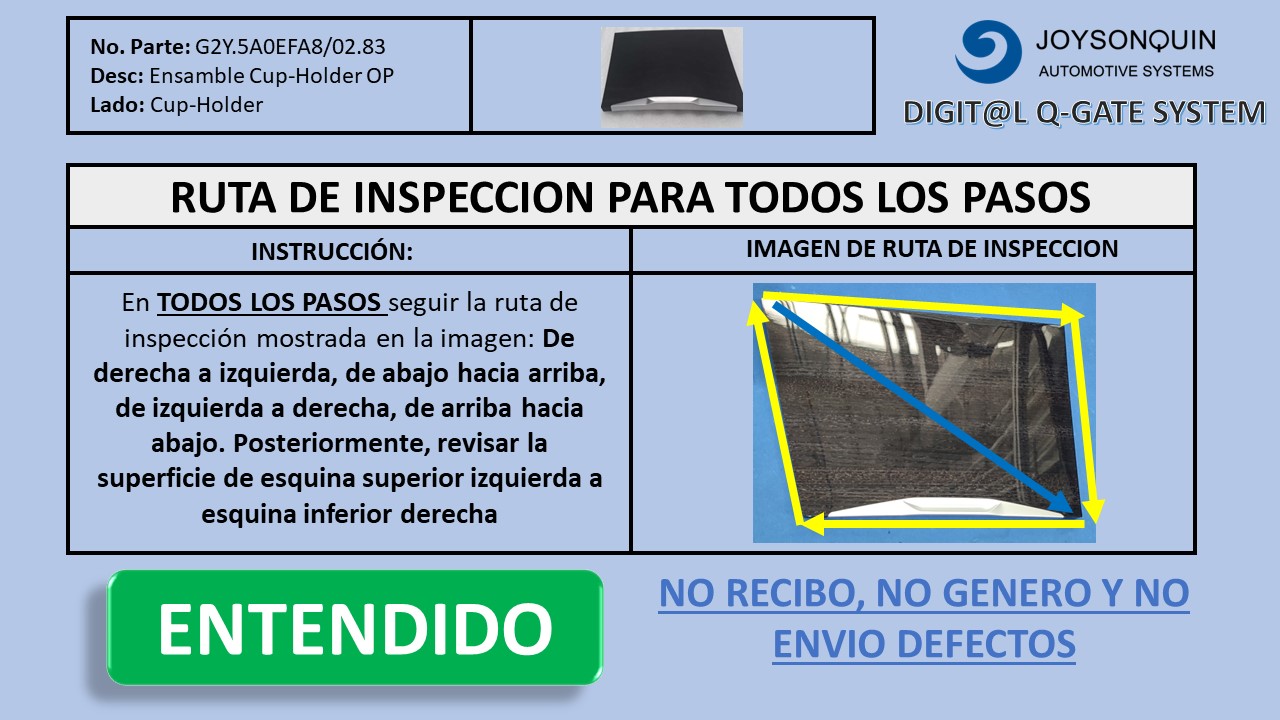 No. Parte: G2Y.5A0EFA8/02.83
Desc: Ensamble Cup-Holder OP
Lado: Cup-Holder
JOYSONQUIN
AUTOMOTIVE SYSTEMS
DIGIT@L Q-GATE SYSTEM
RUTA DE INSPECCION PARA TODOS LOS PASOS
INSTRUCCIÓN:
IMAGEN DE RUTA DE INSPECCION
En TODOS LOS PASOS seguir la ruta de
inspección mostrada en la imagen: De
derecha a izquierda, de abajo hacia arriba,
de izquierda a derecha, de arriba hacia
abajo. Posteriormente, revisar la
superficie de esquina superior izquierda a
esquina inferior derecha
ENTENDIDO
NO RECIBO, NO GENERO Y NO
ENVIO DEFECTOS